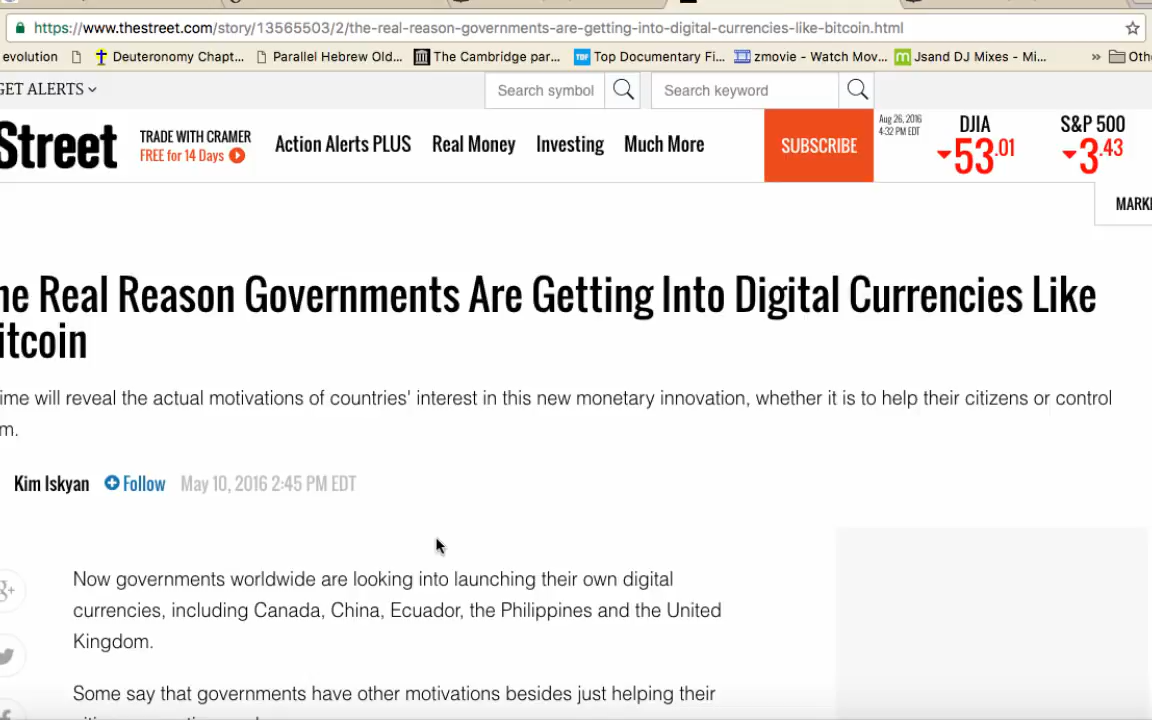 https://www.thestreet.com/story/13565503/2/the-real-reason-governments-are-getting-into-digital-currencies-like-bitcoin.html
evolution Deuteronomy Chapt... Parallel Hebrew Old... The Cambridge par... TDF Top Documentary Fi... zmovie - Watch Mov... m Jsand DJ Mixes - Mi... » Oth
GET ALERTS Search symbol Search keyword
Street TRADE WITH CRAMER
FREE for 14 Days
Action Alerts PLUS Real Money Investing Much More SUBSCRIBE
Aug 26, 2016
4:32 PM EDT
DJIA
53.01
S&P 500
3.43
MARK
he Real Reason Governments Are Getting Into Digital Currencies Like
itcoin
ime will reveal the actual motivations of countries' interest in this new monetary innovation, whether it is to help their citizens or control
m.
Kim Iskyan Follow May 10, 2016 2:45 PM EDT
Now governments worldwide are looking into launching their own digital
currencies, including Canada, China, Ecuador, the Philippines and the United
Kingdom.
Some say that governments have other motivations besides just helping their